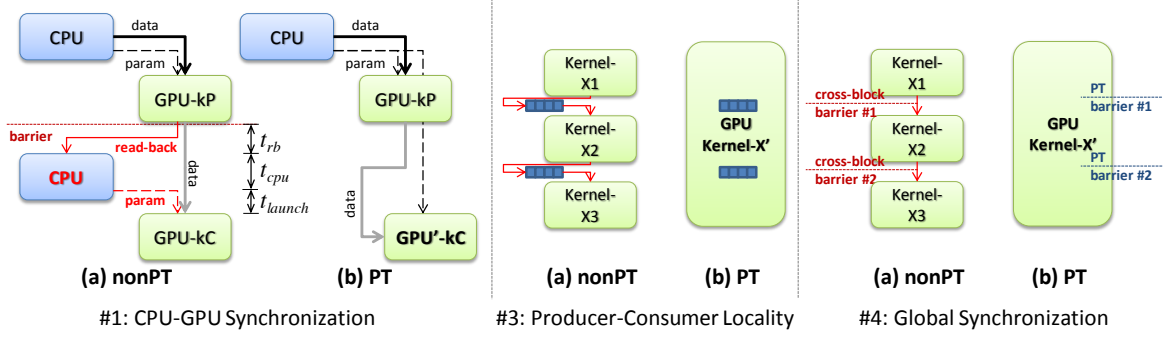 CPU
data
param
GPU-kP
barrier
read-back
CPU
param
data
t_rb
t_cpu
t_launch
GPU-kC
(a) nonPT
CPU
data
param
GPU-kP
data
GPU'-kC
(b) PT
#1: CPU-GPU Synchronization
Kernel-
X1
Kernel-
X2
Kernel-
X3
(a) nonPT
GPU
Kernel-X'
(b) PT
#3: Producer-Consumer Locality
Kernel-
X1
cross-block
barrier #1
Kernel-
X2
cross-block
barrier #2
Kernel-
X3
(a) nonPT
PT
barrier #1
GPU
Kernel-X'
PT
barrier #2
(b) PT
#4: Global Synchronization